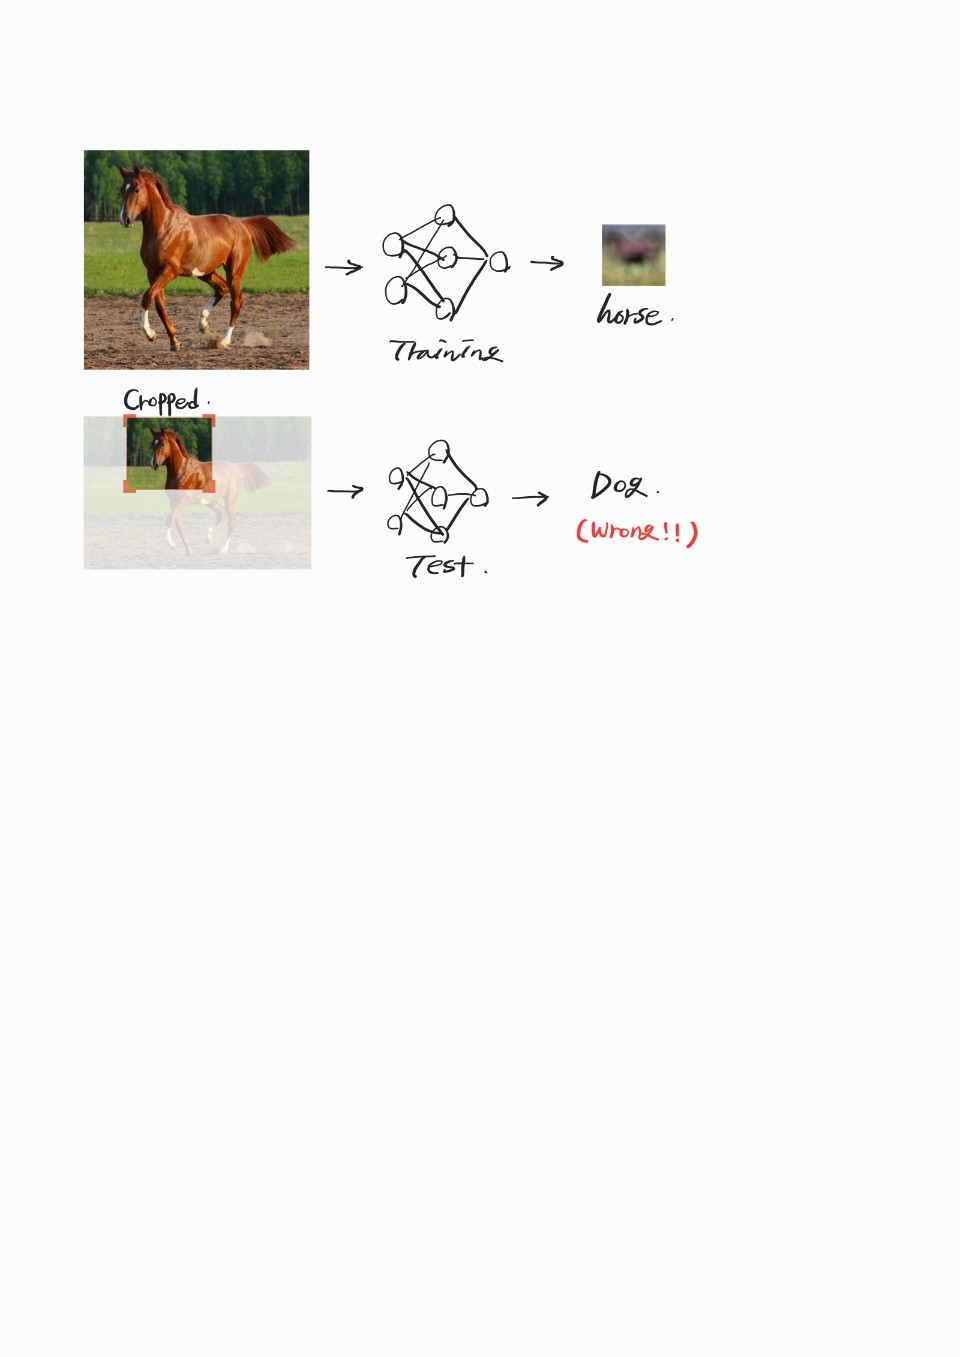 Training
horse.
Cropped.
Test.
Dog.
(Wrong!!)